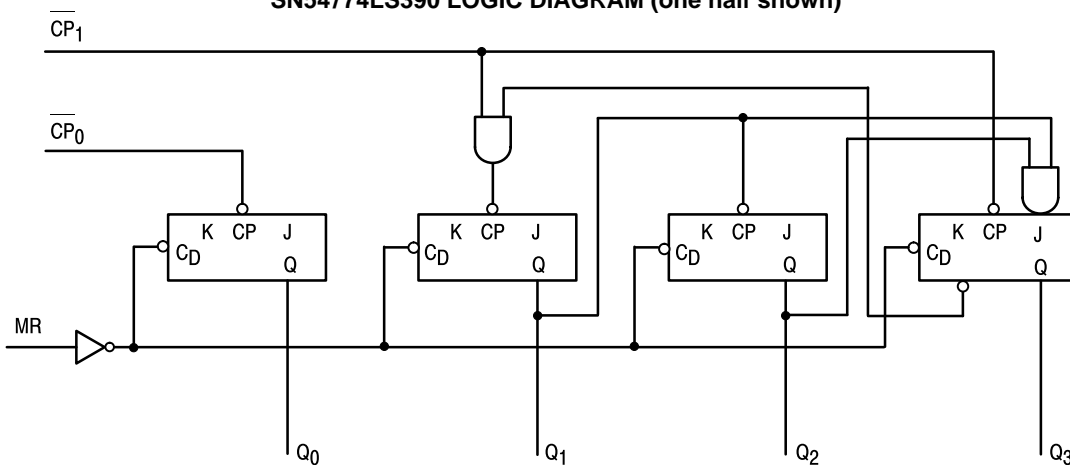 SN54/74LS390 LOGIC DIAGRAM (one half shown)
CP1
CP0
K CP J
CD
Q
K CP J
CD
Q
K CP J
CD
Q
K CP J
CD
Q
MR
Q0
Q1
Q2
Q3